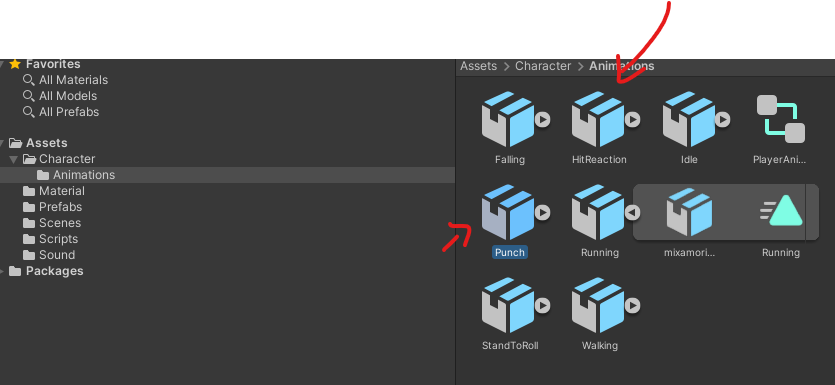 Favorites
All Materials
All Models
All Prefabs
Assets
Character
Animations
Material
Prefabs
Scenes
Scripts
Sound
Packages
Assets > Character > Animations
Falling HitReaction Idle PlayerAni...
Punch Running mixamori... Running
StandToRoll Walking